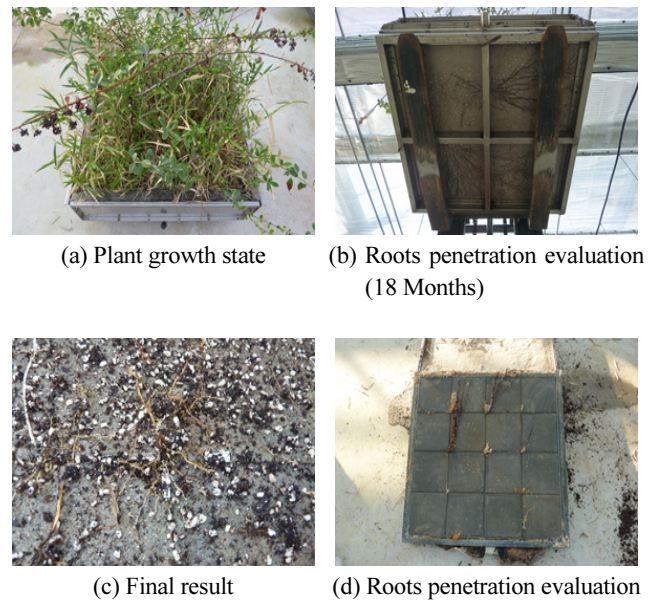 (a) Plant growth state
(b) Roots penetration evaluation
(18 Months)
(c) Final result
(d) Roots penetration evaluation